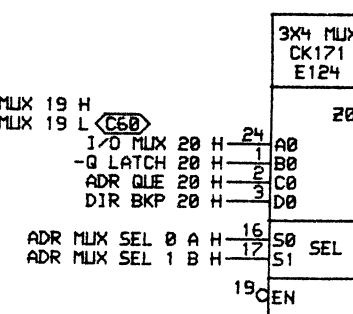 3X4 MUX
CK171
E124
MUX 19 H
MUX 19 L C60
20
I/O MUX 20 H 24 A0
-Q LATCH 20 H 1 B0
ADR QUE 20 H 2 C0
DIR BKP 20 H 3 D0
ADR MUX SEL 0 A H 16 S0
SEL
ADR MUX SEL 1 B H 17 S1
19 EN